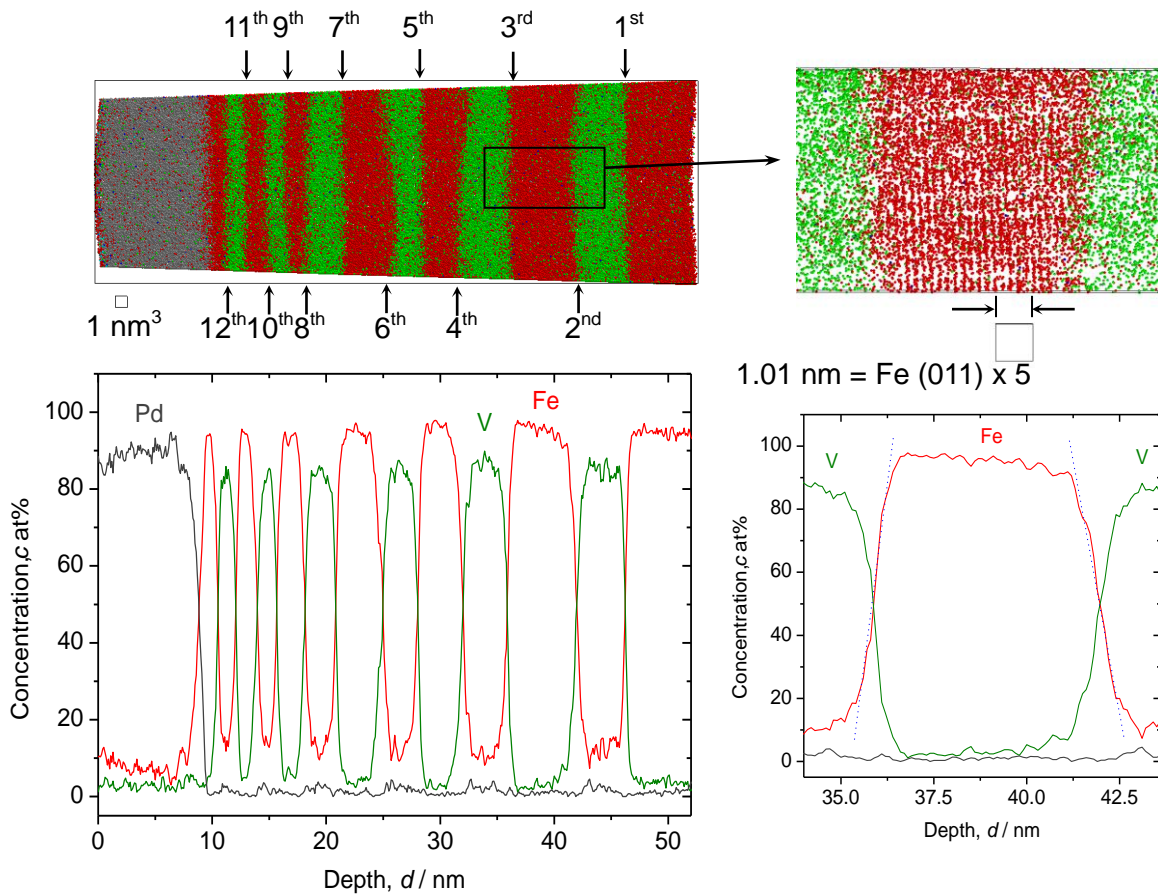 11th 9th 7th 5th 3rd 1st
1 nm3
12th 10th 8th 6th 4th 2nd
1.01 nm = Fe (011) x 5
Pd V Fe
100
80
60
40
20
0
Concentration,c at%
0 10 20 30 40 50
Depth, d / nm
Fe
V V
100
80
60
40
20
0
Concentration,c at%
35.0 37.5 40.0 42.5
Depth, d / nm